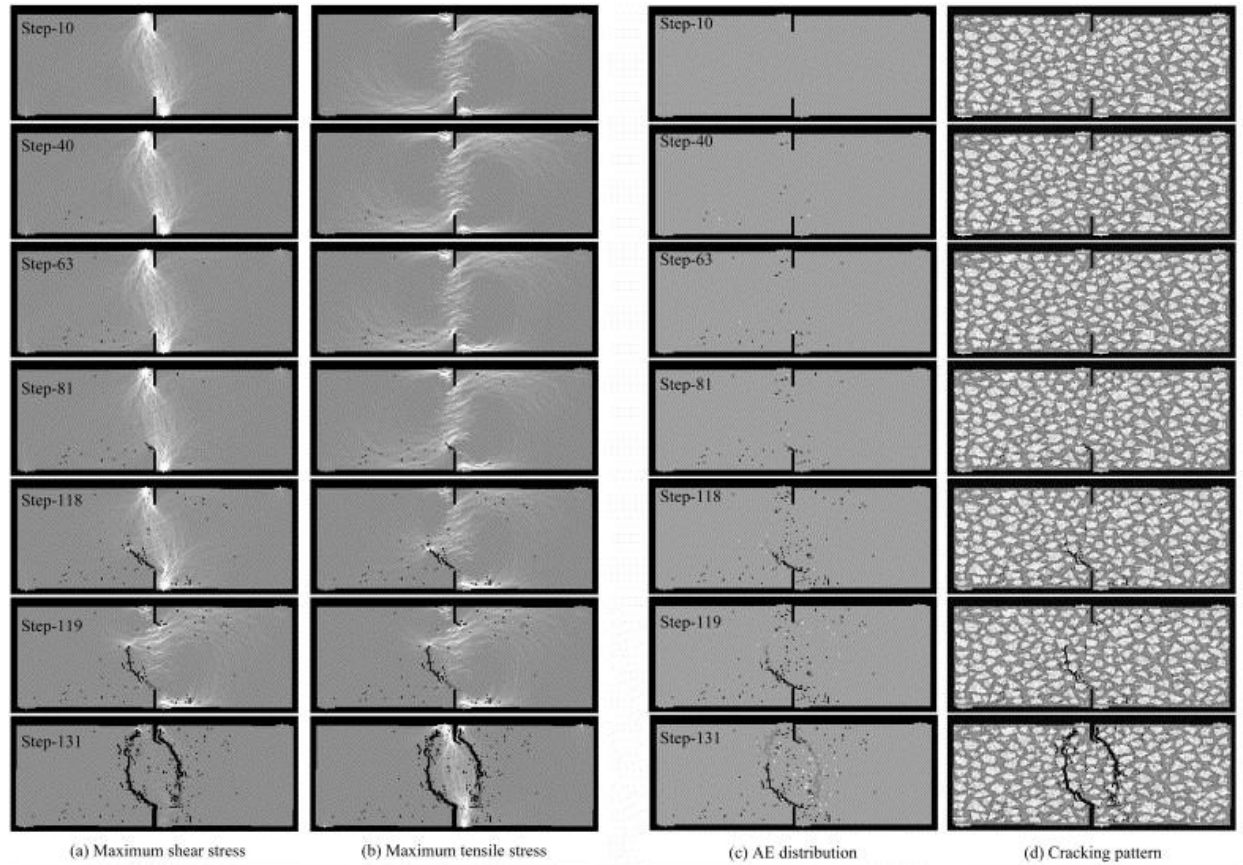 Step-10 Step-10
Step-40 Step-40
Step-63 Step-63
Step-81 Step-81
Step-118 Step-118
Step-119 Step-119
Step-131 Step-131
(a) Maximum shear stress (b) Maximum tensile stress (c) AE distribution (d) Cracking pattern